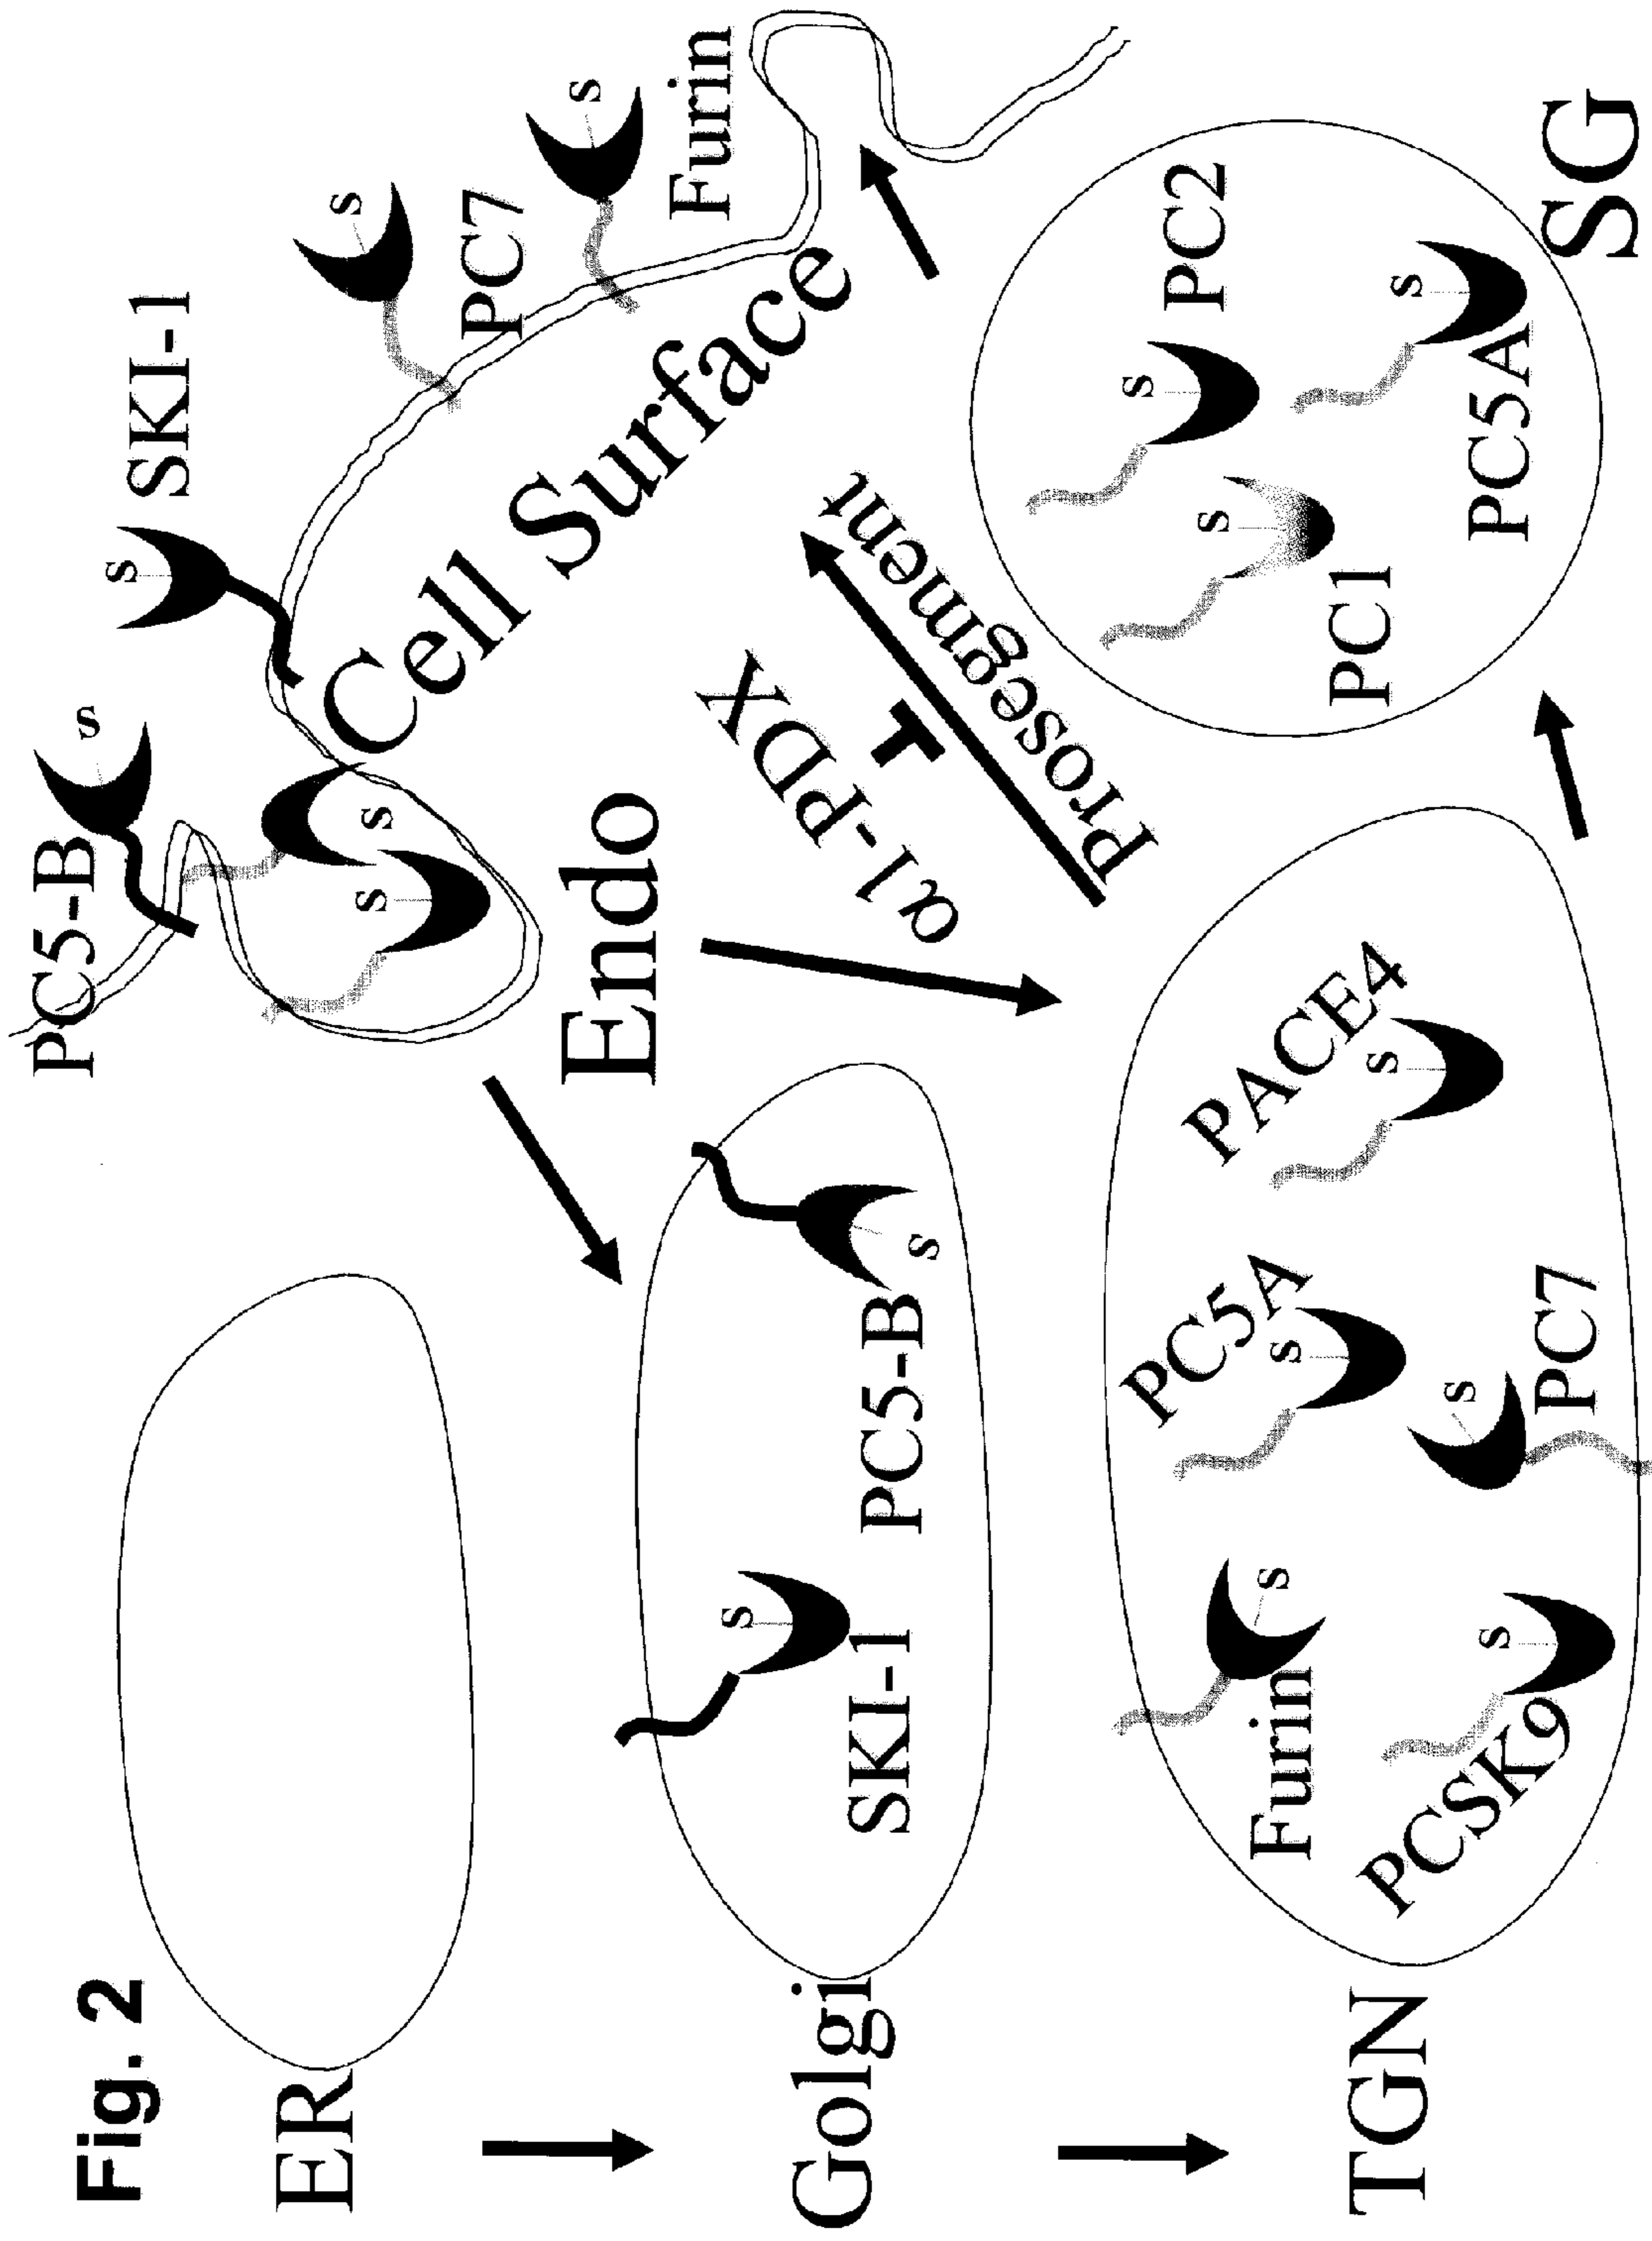 Fig. 2
ER
PC5-B
s
s
s
s
SKI-1
s
PC7
s
Furin
Cell Surface
Endo
Golgi
s
SKI-1
s
PC5-B
α1-PDX
Prosegment
TGN
Furin
s
PC5A
s
PACE4
s
PCSK9
s
s
PC7
s
PC2
s
PC1
s
PC5A
SG